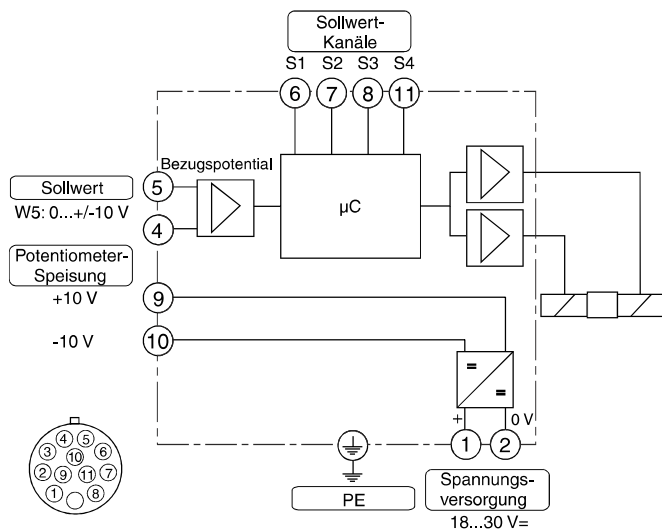 Sollwert-
Kanäle
S1 S2 S3 S4
6 7 8 11
Bezugspotential
Sollwert
W5: 0...+/-10 V
5
4
µC
Potentiometer-
Speisung
+10 V
9
-10 V
10
=
=
+ 0 V
1 2
4 5
3 10 6
2 9 11 7
1 8
PE
Spannungs-
versorgung
18...30 V=